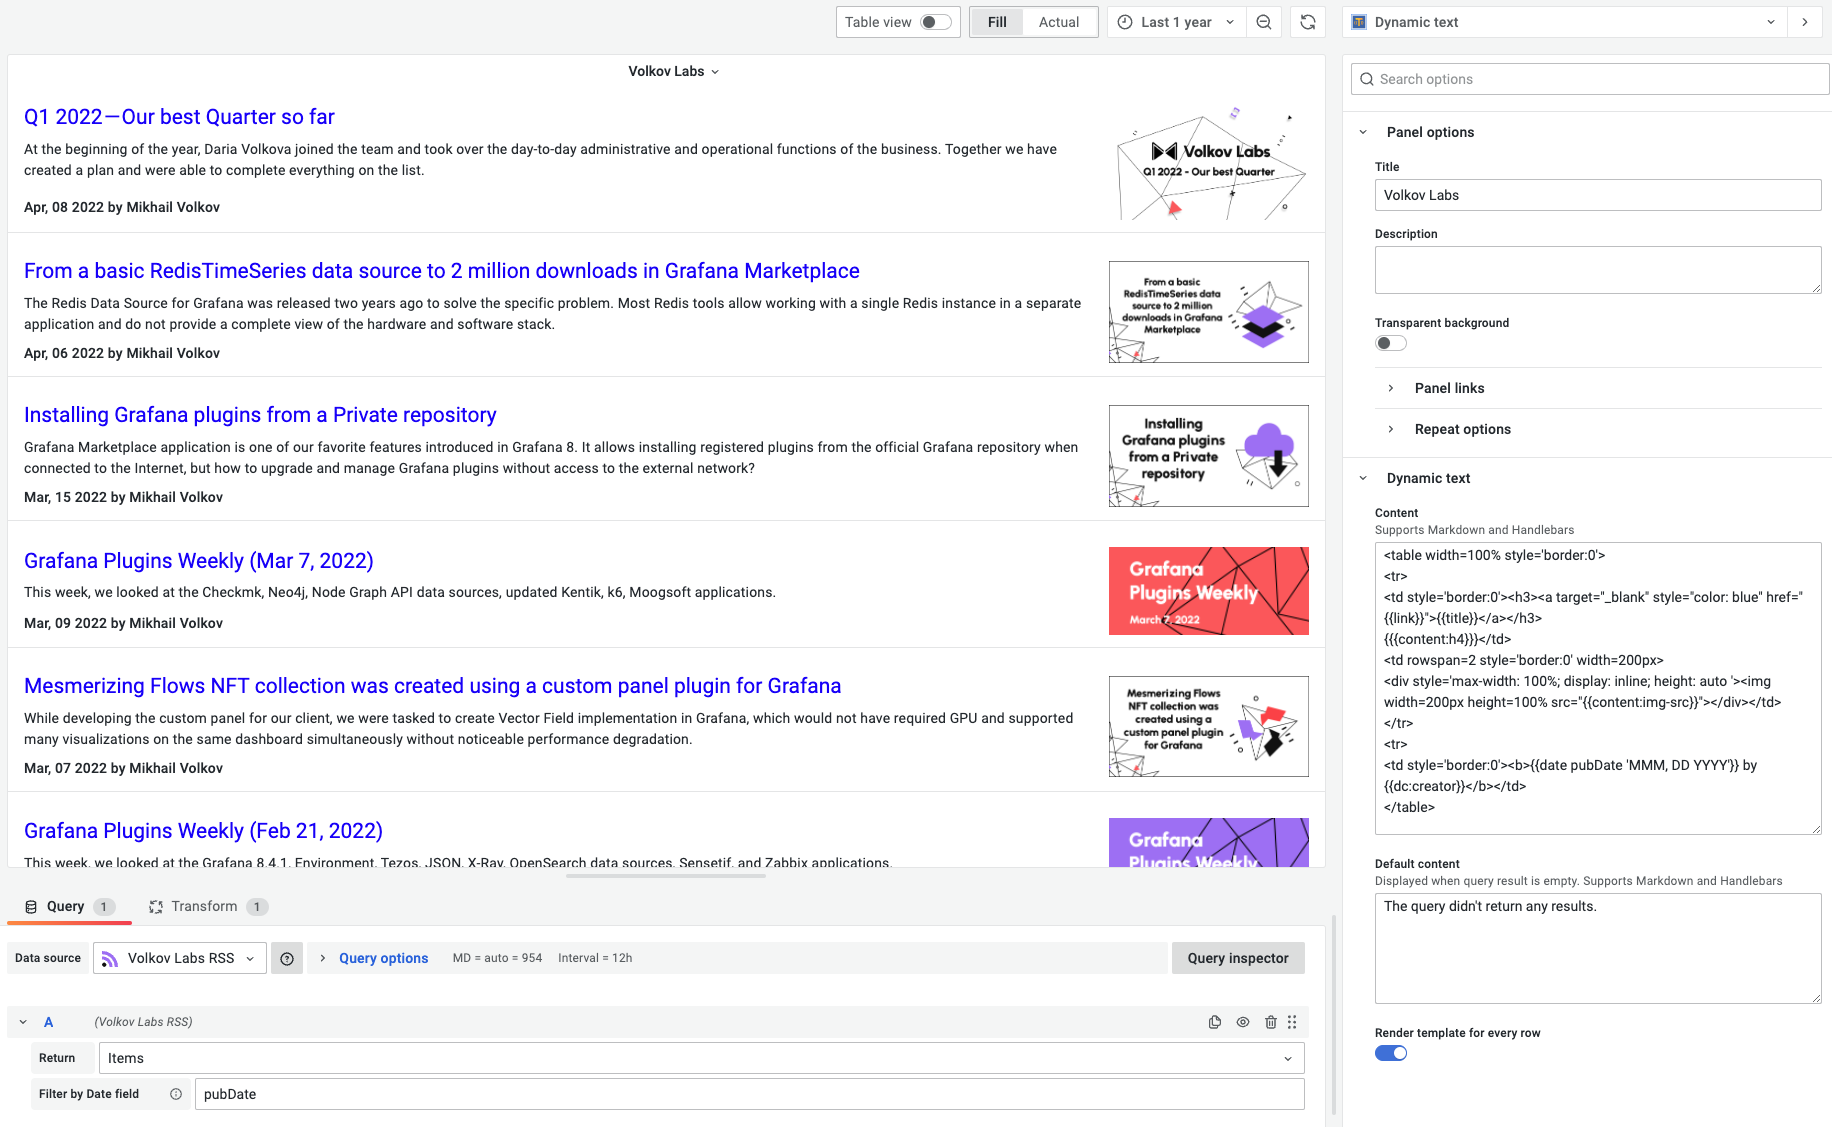 Table view
Fill
Actual
Last 1 year
Dynamic text
Volkov Labs
Q1 2022—Our best Quarter so far
At the beginning of the year, Daria Volkova joined the team and took over the day-to-day administrative and operational functions of the business. Together we have
created a plan and were able to complete everything on the list.
Apr, 08 2022 by Mikhail Volkov
Volkov Labs
Q1 2022 - Our best Quarter
From a basic RedisTimeSeries data source to 2 million downloads in Grafana Marketplace
The Redis Data Source for Grafana was released two years ago to solve the specific problem. Most Redis tools allow working with a single Redis instance in a separate
application and do not provide a complete view of the hardware and software stack.
Apr, 06 2022 by Mikhail Volkov
From a basic
RedisTimeSeries data
source to 2 million
downloads in Grafana
Marketplace
Installing Grafana plugins from a Private repository
Grafana Marketplace application is one of our favorite features introduced in Grafana 8. It allows installing registered plugins from the official Grafana repository when
connected to the Internet, but how to upgrade and manage Grafana plugins without access to the external network?
Mar, 15 2022 by Mikhail Volkov
Installing
Grafana plugins
from a Private
repository
Grafana Plugins Weekly (Mar 7, 2022)
This week, we looked at the Checkmk, Neo4j, Node Graph API data sources, updated Kentik, k6, Moogsoft applications.
Mar, 09 2022 by Mikhail Volkov
Grafana
Plugins Weekly
March 7, 2022
Mesmerizing Flows NFT collection was created using a custom panel plugin for Grafana
While developing the custom panel for our client, we were tasked to create Vector Field implementation in Grafana, which would not have required GPU and supported
many visualizations on the same dashboard simultaneously without noticeable performance degradation.
Mar, 07 2022 by Mikhail Volkov
Mesmerizing Flows
NFT collection was
created using a
custom panel plugin
for Grafana
Grafana Plugins Weekly (Feb 21, 2022)
This week, we looked at the Grafana 8.4.1, Environment, Tezos, JSON, X-Ray, OpenSearch data sources, Sensetif, and Zabbix applications.
Grafana
Plugins Weekly
Query 1
Transform 1
Data source
Volkov Labs RSS
Query options
MD = auto = 954
Interval = 12h
Query inspector
A
(Volkov Labs RSS)
Return
Items
Filter by Date field
pubDate
Search options
Panel options
Title
Volkov Labs
Description
Transparent background
Panel links
Repeat options
Dynamic text
Content
Supports Markdown and Handlebars
<table width=100% style='border:0'>
<tr>
<td style='border:0'><h3><a target="_blank" style="color: blue" href="
{{link}}">{{title}}</a></h3>
{{{content:h4}}}</td>
<td rowspan=2 style='border:0' width=200px>
<div style='max-width: 100%; display: inline; height: auto '><img
width=200px height=100% src="{{content:img-src}}"></div></td>
</tr>
<tr>
<td style='border:0'><b>{{date pubDate 'MMM, DD YYYY'}} by
{{dc:creator}}</b></td>
</table>
Default content
Displayed when query result is empty. Supports Markdown and Handlebars
The query didn't return any results.
Render template for every row